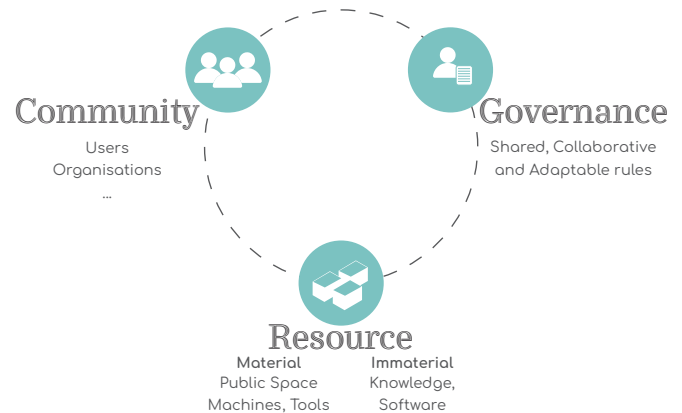 Community
Users
Organisations
...
Governance
Shared, Collaborative
and Adaptable rules
Resource
Material
Public Space
Machines, Tools
Immaterial
Knowledge,
Software